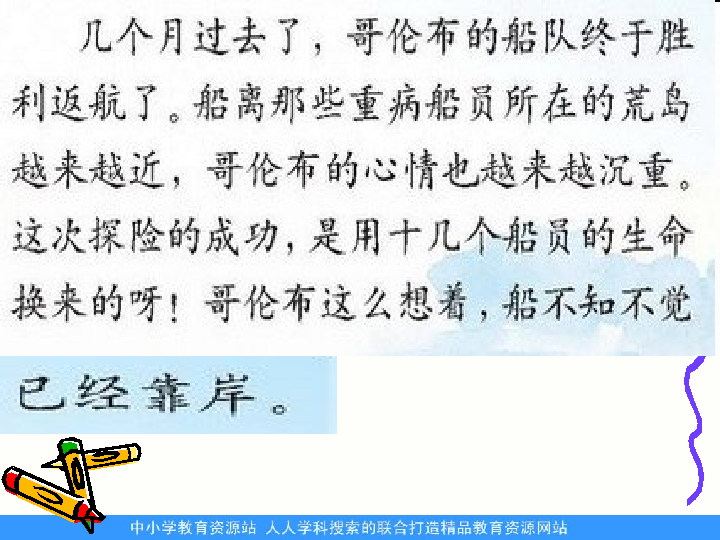 几个月过去了，哥伦布的船队终于胜
利返航了。船离那些重病船员所在的荒岛
越来越近，哥伦布的心情也越来越沉重。
这次探险的成功，是用十几个船员的生命
换来的呀！哥伦布这么想着，船不知不觉
已经靠岸。
中小学教育资源站 人人学科搜索的联合打造精品教育资源网站